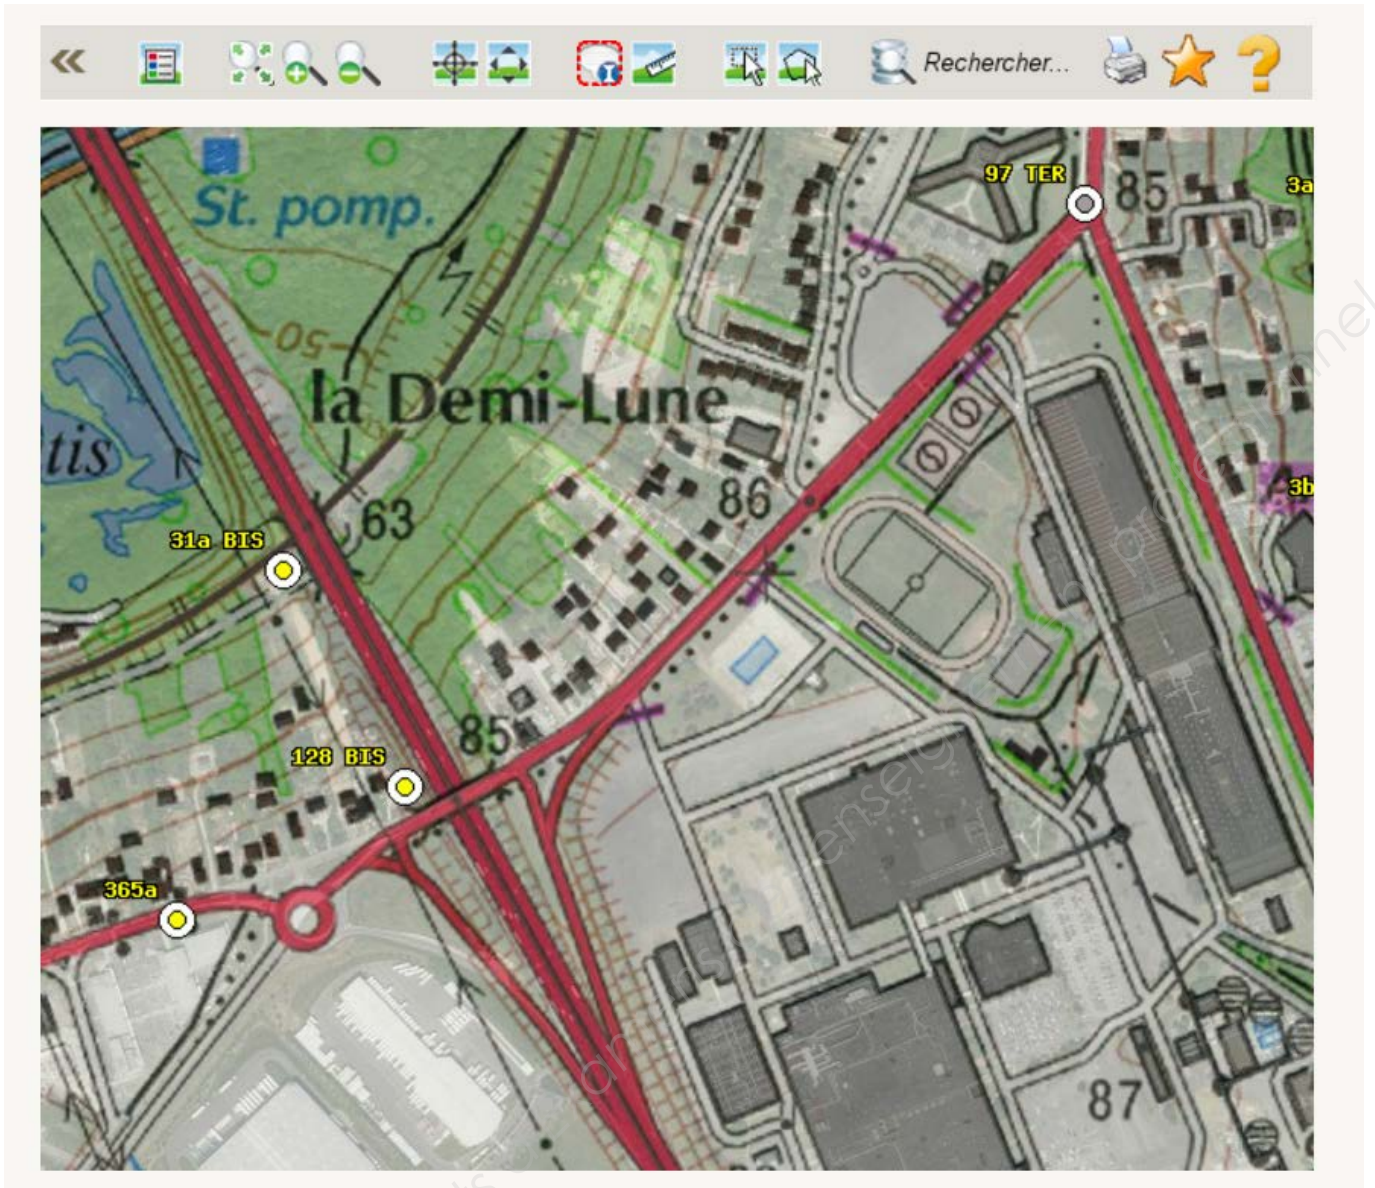 Rechercher...
97 TER
85
3a
St. pomp.
50
la Demi-Lune
tis
3b
86
63
31a BIS
85
128 BIS
365a
87